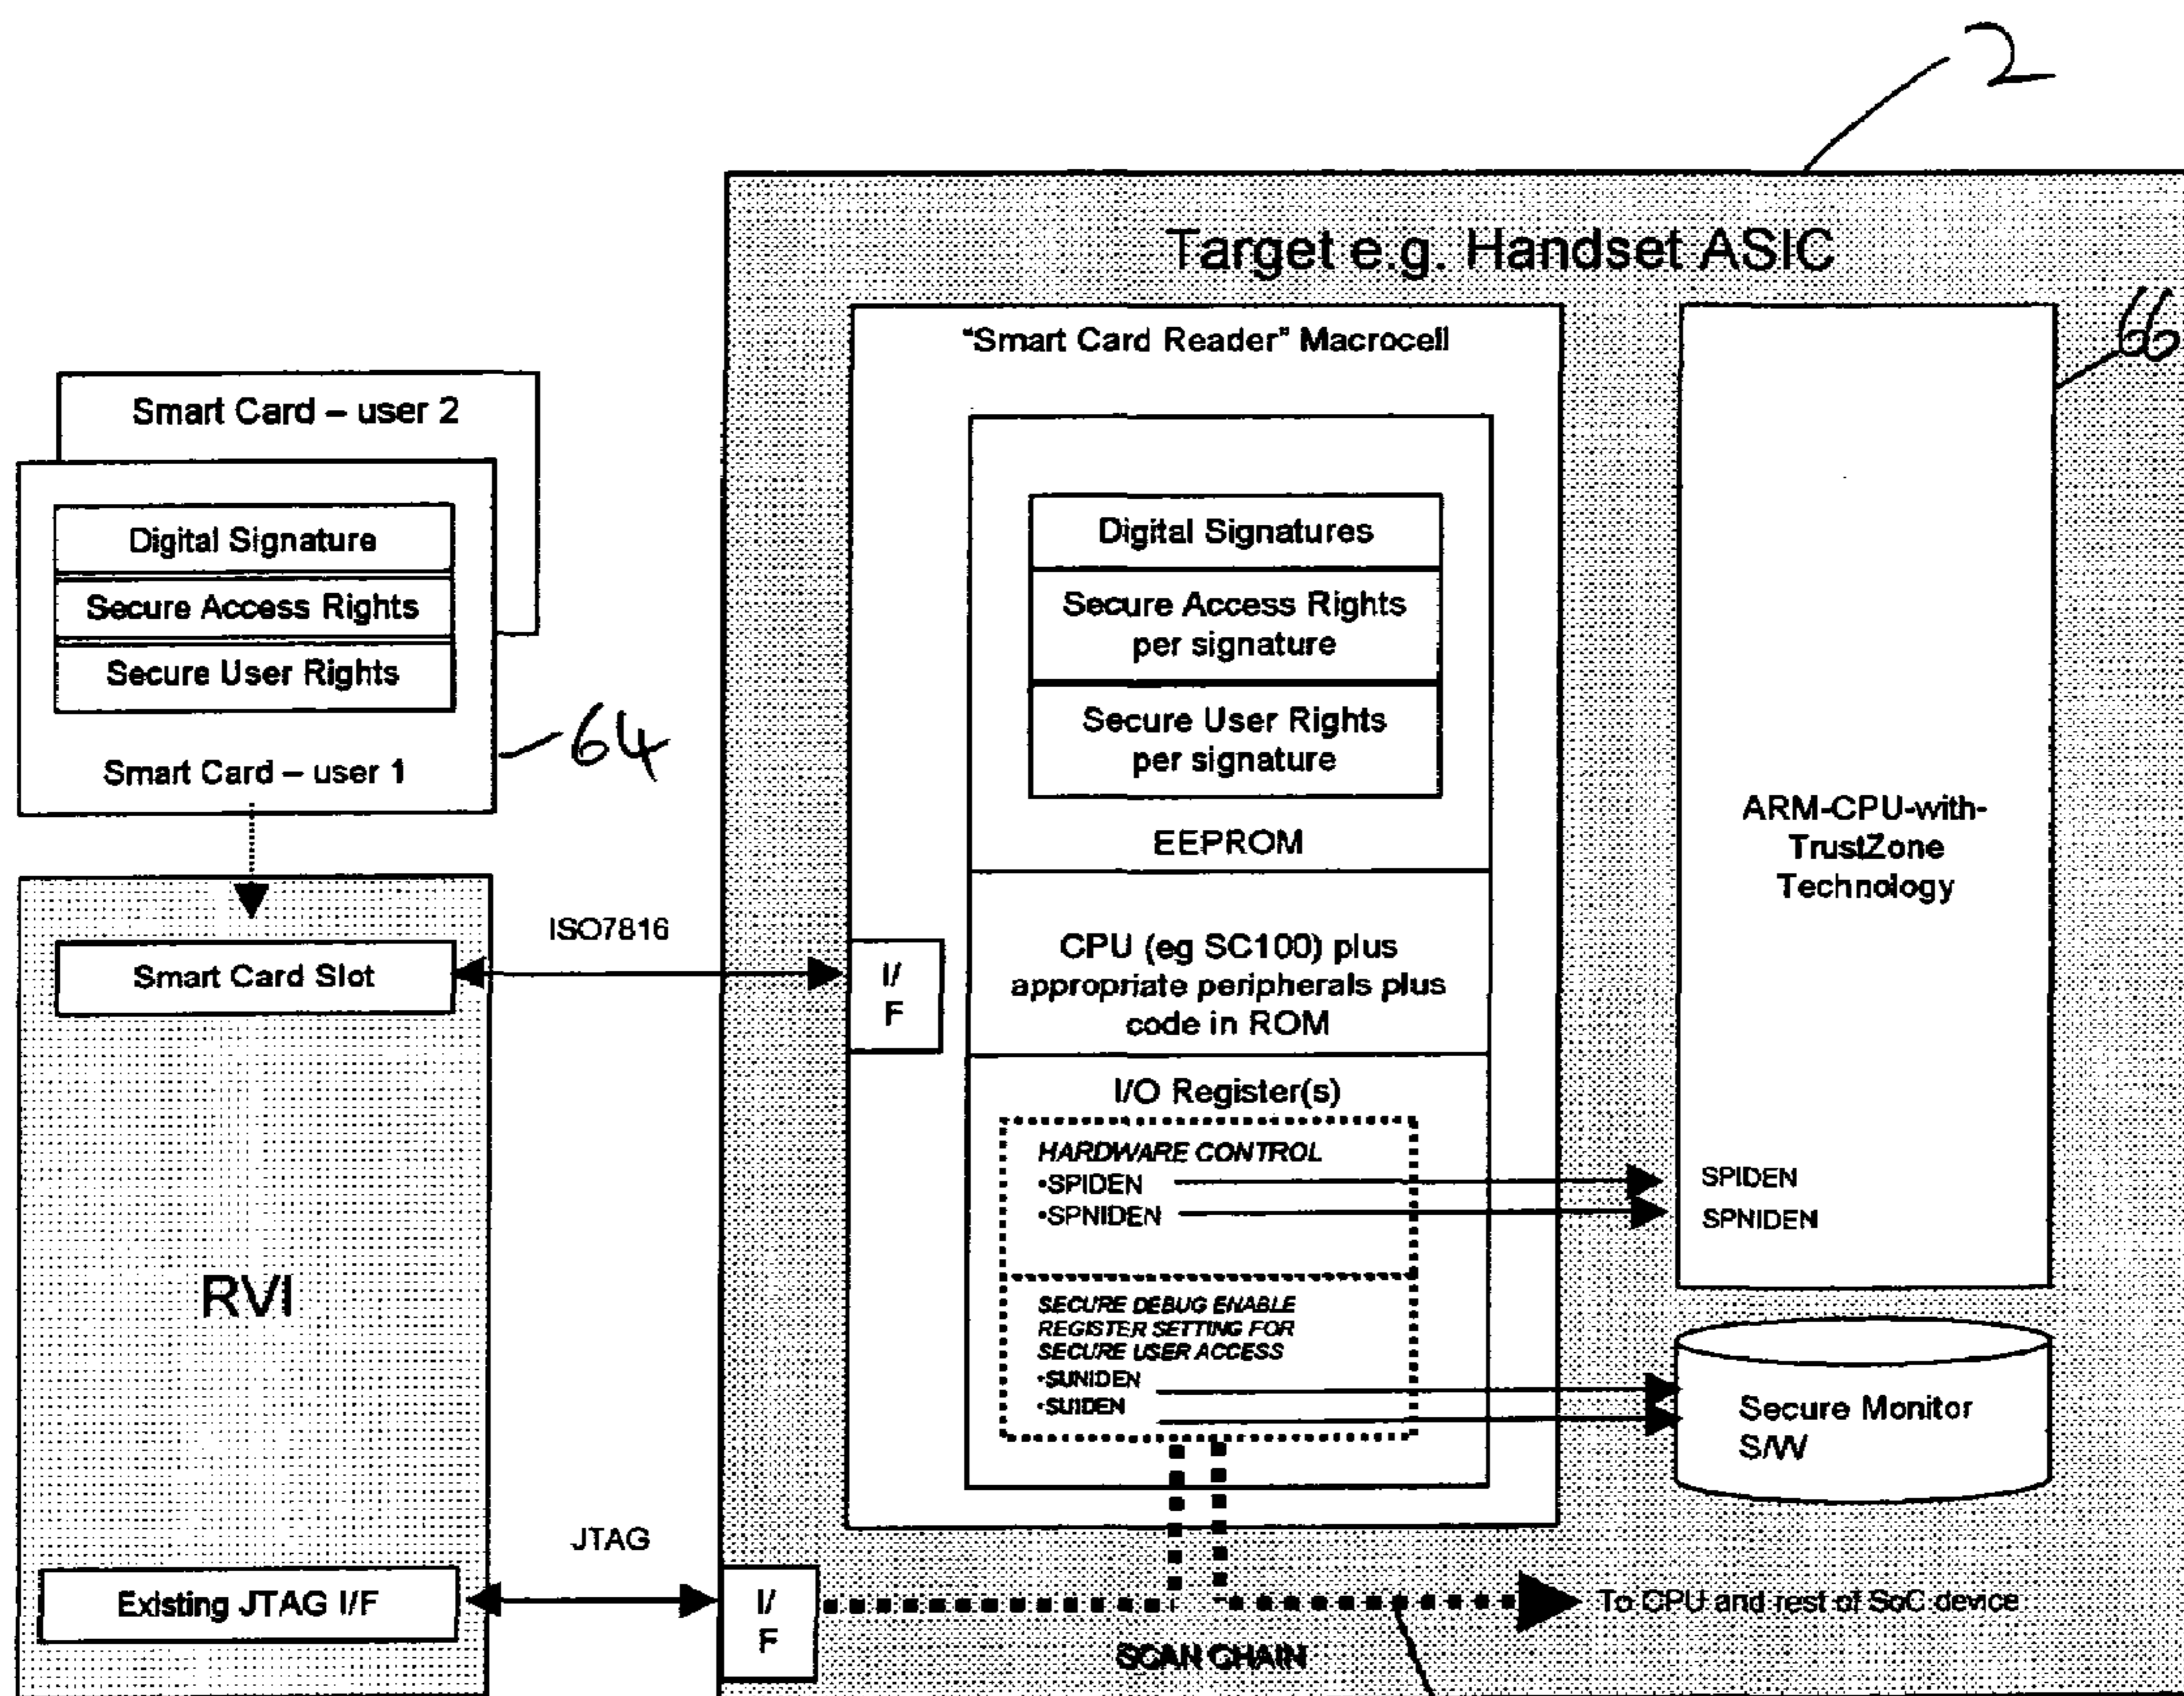 2
Target e.g. Handset ASIC
66
"Smart Card Reader" Macrocell
Smart Card – user 2
Digital Signature
Secure Access Rights
Secure User Rights
Smart Card – user 1
64
Digital Signatures
Secure Access Rights
per signature
Secure User Rights
per signature
EEPROM
ARM-CPU-with-
TrustZone
Technology
ISO7816
Smart Card Slot
I/
F
CPU (eg SC100) plus
appropriate peripherals plus
code in ROM
I/O Register(s)
HARDWARE CONTROL
•SPIDEN
•SPNIDEN
SPIDEN
SPNIDEN
RVI
SECURE DEBUG ENABLE
REGISTER SETTING FOR
SECURE USER ACCESS
•SUNIDEN
•SUIDEN
Secure Monitor
S/W
JTAG
Existing JTAG I/F
I/
F
To CPU and rest of SoC device
SCAN CHAIN